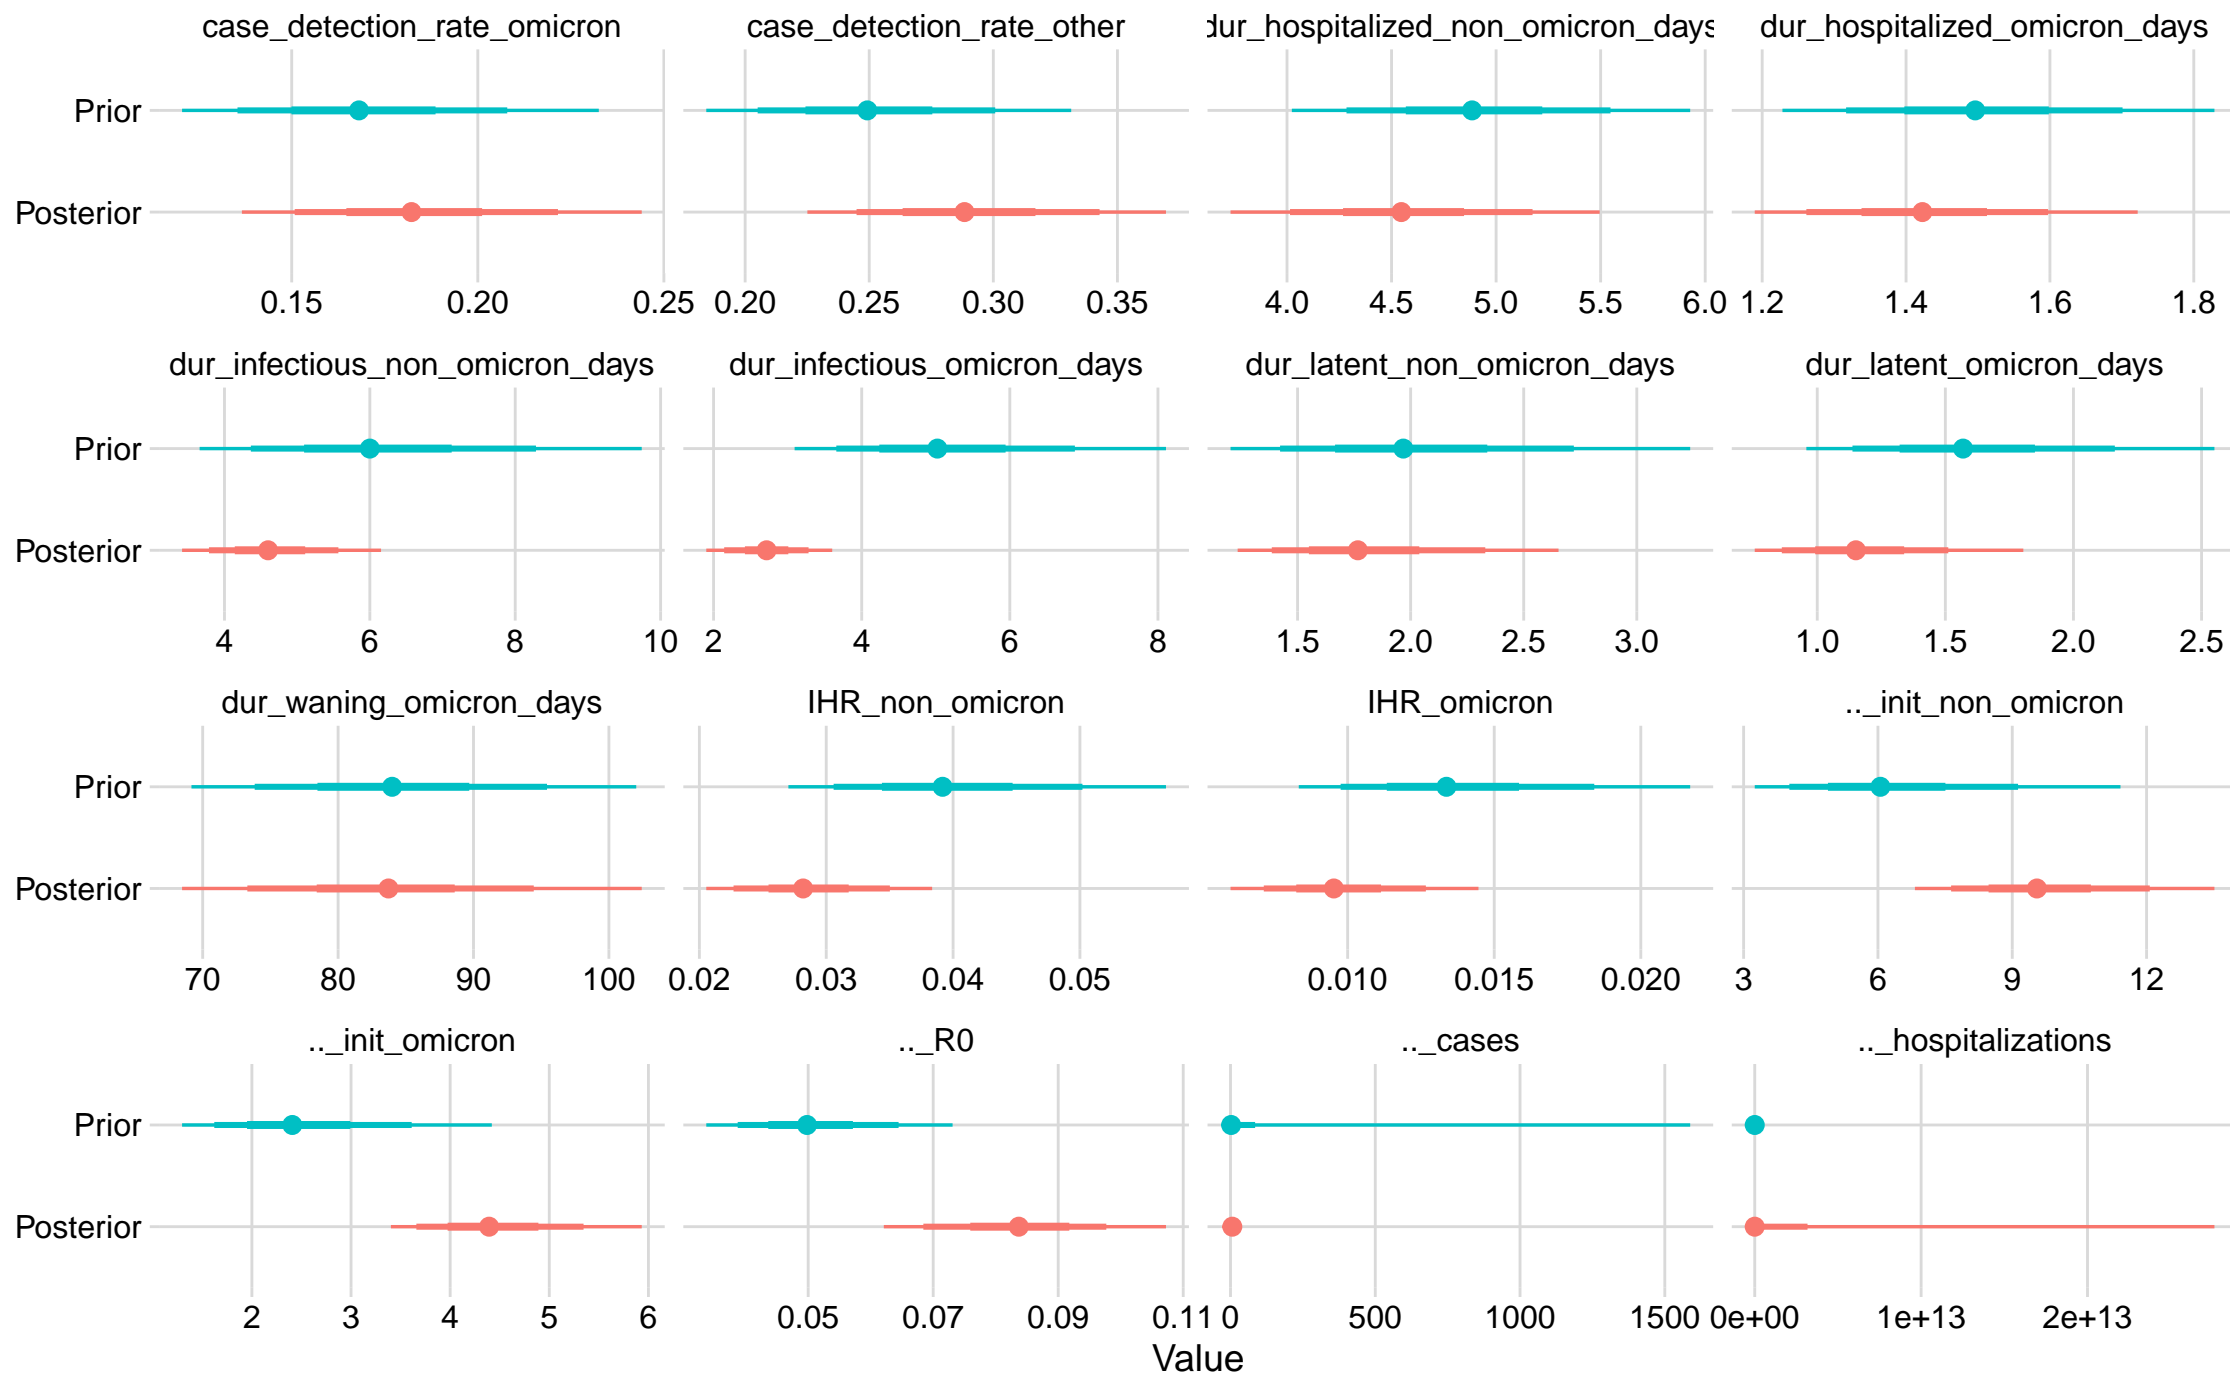 case_detection_rate_omicron case_detection_rate_other dur_hospitalized_non_omicron_days dur_hospitalized_omicron_days
Prior
Posterior
0.15 0.20 0.25 0.20 0.25 0.30 0.35 4.0 4.5 5.0 5.5 6.0 1.2 1.4 1.6 1.8
dur_infectious_non_omicron_days dur_infectious_omicron_days dur_latent_non_omicron_days dur_latent_omicron_days
Prior
Posterior
4 6 8 10 2 4 6 8 1.5 2.0 2.5 3.0 1.0 1.5 2.0 2.5
dur_waning_omicron_days IHR_non_omicron IHR_omicron .._init_non_omicron
Prior
Posterior
70 80 90 100 0.02 0.03 0.04 0.05 0.010 0.015 0.020 3 6 9 12
.._init_omicron .._R0 .._cases .._hospitalizations
Prior
Posterior
2 3 4 5 6 0.05 0.07 0.09 0.11 0 500 1000 1500 0e+00 1e+13 2e+13
Value